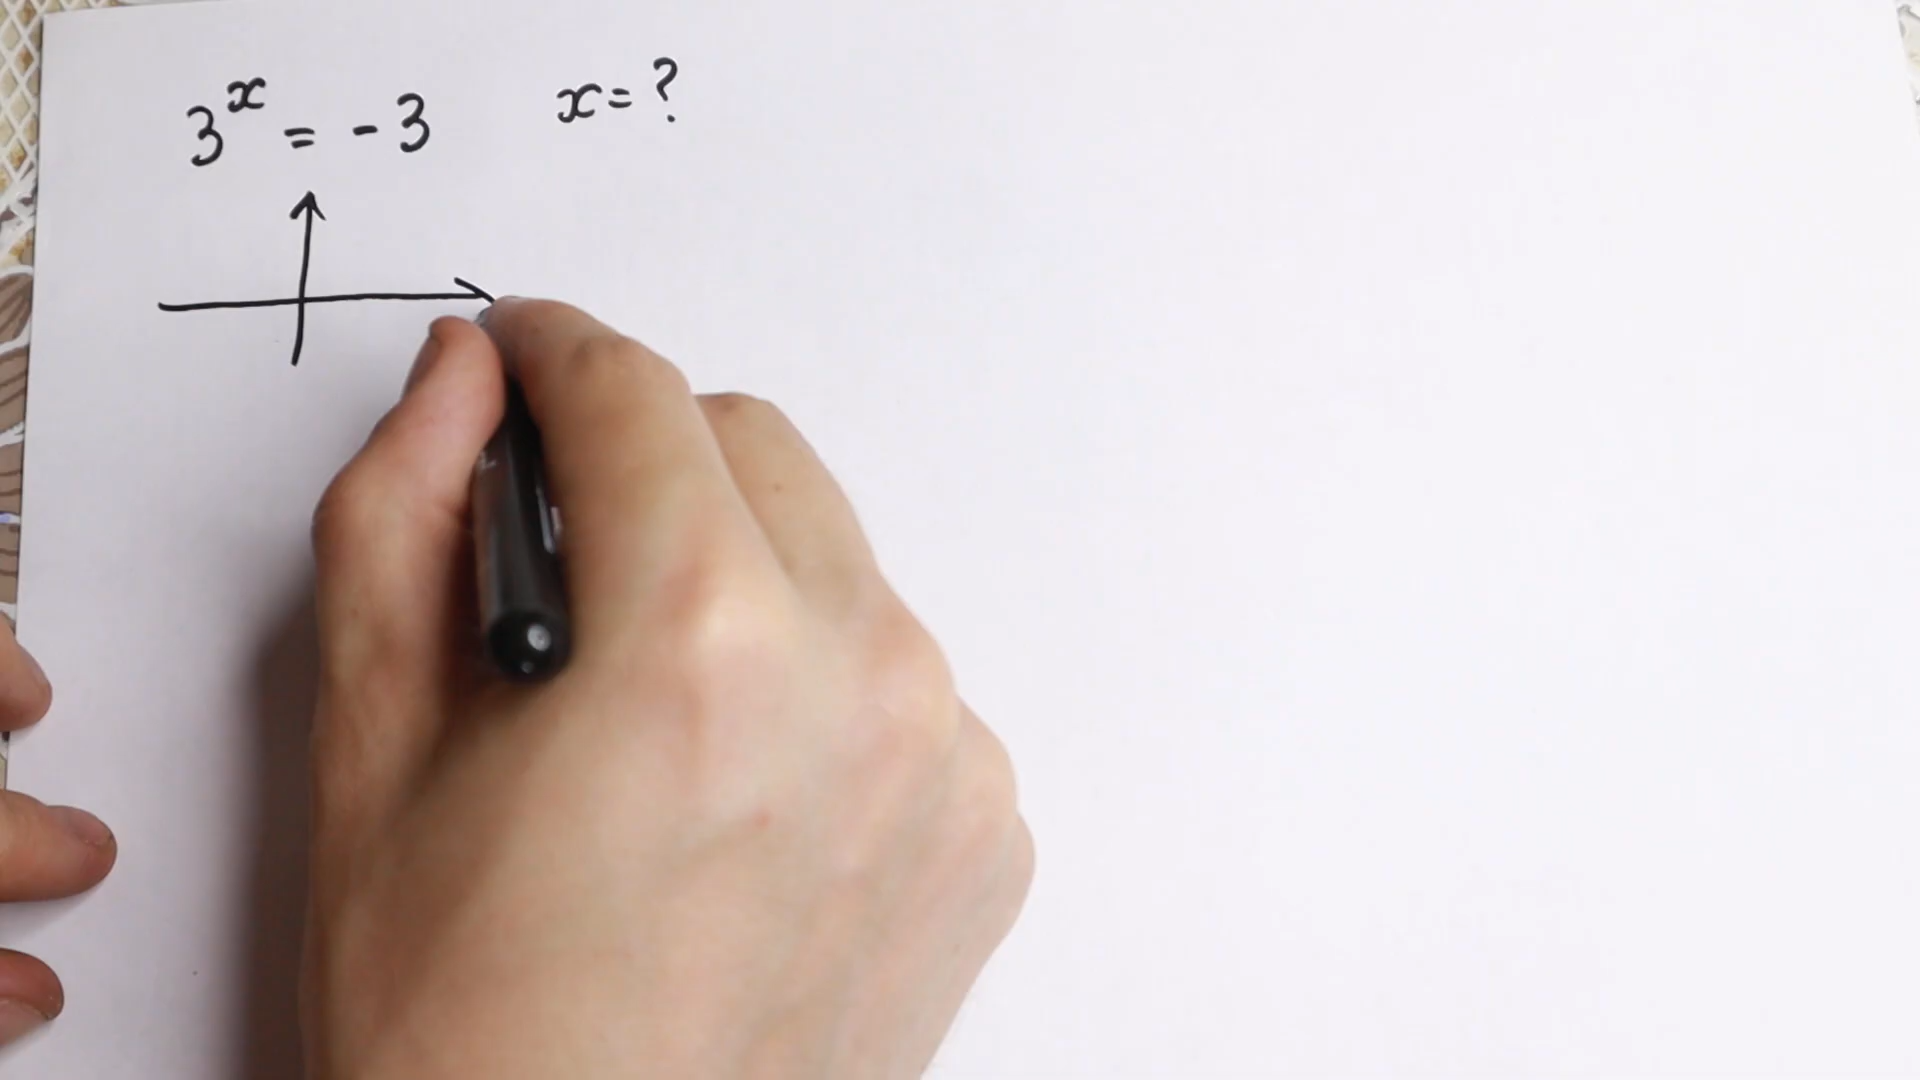 3^x = -3    x = ?